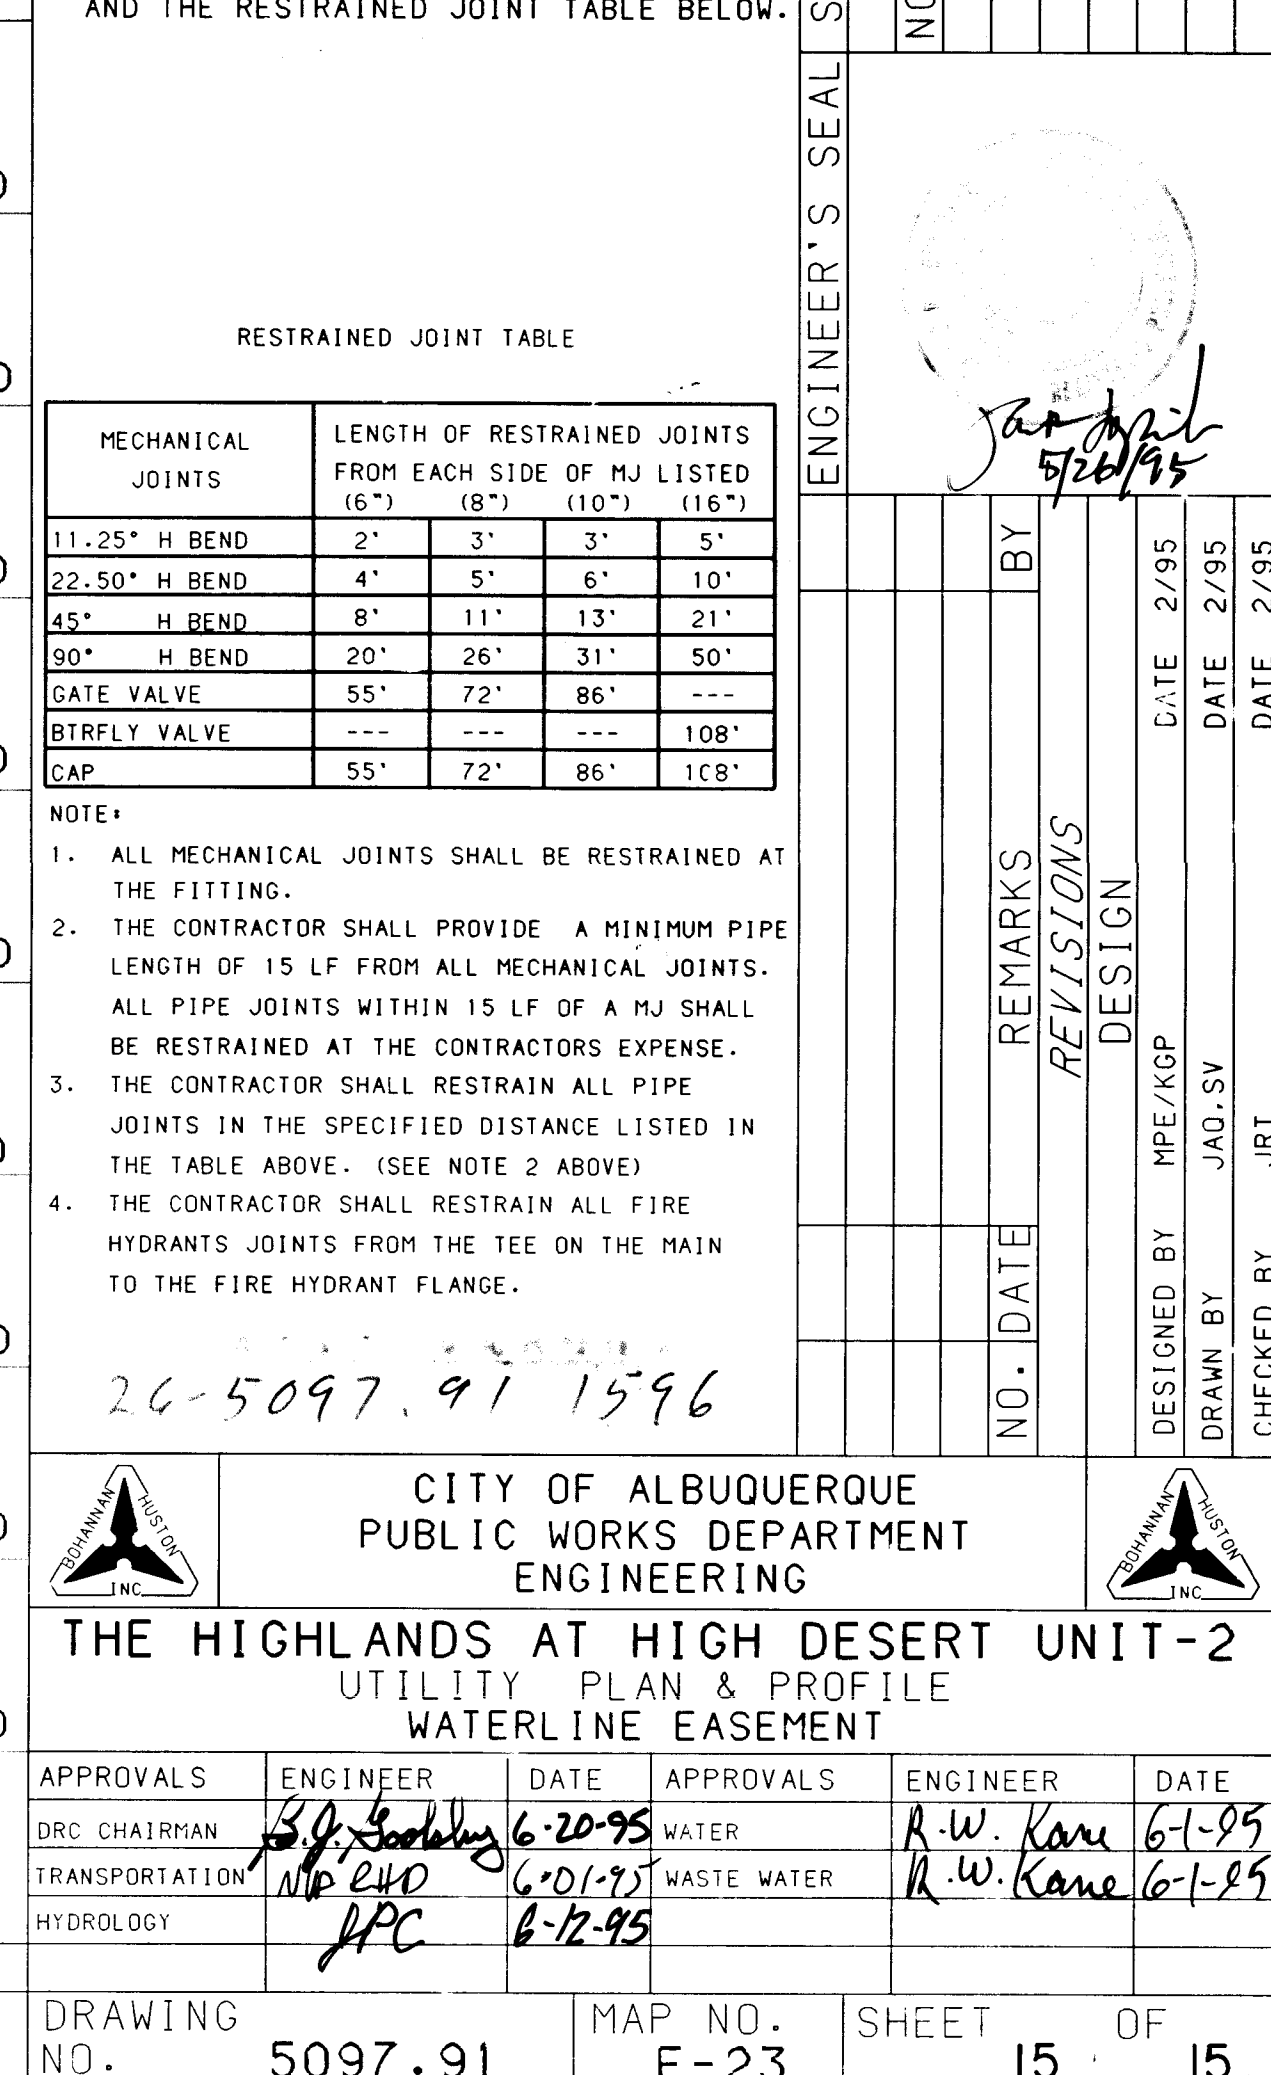 AND THE RESTRAINED JOINT TABLE BELOW.
RESTRAINED JOINT TABLE
MECHANICAL JOINTS
LENGTH OF RESTRAINED JOINTS
FROM EACH SIDE OF MJ LISTED
(6") (8") (10") (16")
11.25° H BEND 2' 3' 3' 5'
22.50° H BEND 4' 5' 6' 10'
45° H BEND 8' 11' 13' 21'
90° H BEND 20' 26' 31' 50'
GATE VALVE 55' 72' 86' ---
BTRFLY VALVE --- --- --- 108'
CAP 55' 72' 86' 108'
NOTE:
1. ALL MECHANICAL JOINTS SHALL BE RESTRAINED AT
THE FITTING.
2. THE CONTRACTOR SHALL PROVIDE A MINIMUM PIPE
LENGTH OF 15 LF FROM ALL MECHANICAL JOINTS.
ALL PIPE JOINTS WITHIN 15 LF OF A MJ SHALL
BE RESTRAINED AT THE CONTRACTORS EXPENSE.
3. THE CONTRACTOR SHALL RESTRAIN ALL PIPE
JOINTS IN THE SPECIFIED DISTANCE LISTED IN
THE TABLE ABOVE. (SEE NOTE 2 ABOVE)
4. THE CONTRACTOR SHALL RESTRAIN ALL FIRE
HYDRANTS JOINTS FROM THE TEE ON THE MAIN
TO THE FIRE HYDRANT FLANGE.
26-5097.91 1596
ENGINEER'S SEAL
5/26/95
NO. DATE REMARKS BY
REVISIONS
DESIGN
DESIGNED BY MPE/KGP DATE 2/95
DRAWN BY JAQ,SV DATE 2/95
CHECKED BY JRT DATE 2/95
BOHANNAN HUSTON INC.
CITY OF ALBUQUERQUE
PUBLIC WORKS DEPARTMENT
ENGINEERING
BOHANNAN HUSTON INC.
THE HIGHLANDS AT HIGH DESERT UNIT-2
UTILITY PLAN & PROFILE
WATERLINE EASEMENT
APPROVALS ENGINEER DATE APPROVALS ENGINEER DATE
DRC CHAIRMAN B.J. Goolsby 6-20-95 WATER R.W. Kane 6-1-95
TRANSPORTATION 6-01-95 WASTE WATER R.W. Kane 6-1-95
HYDROLOGY JPC 6-12-95
DRAWING NO. 5097.91
MAP NO.
SHEET 15 OF 15